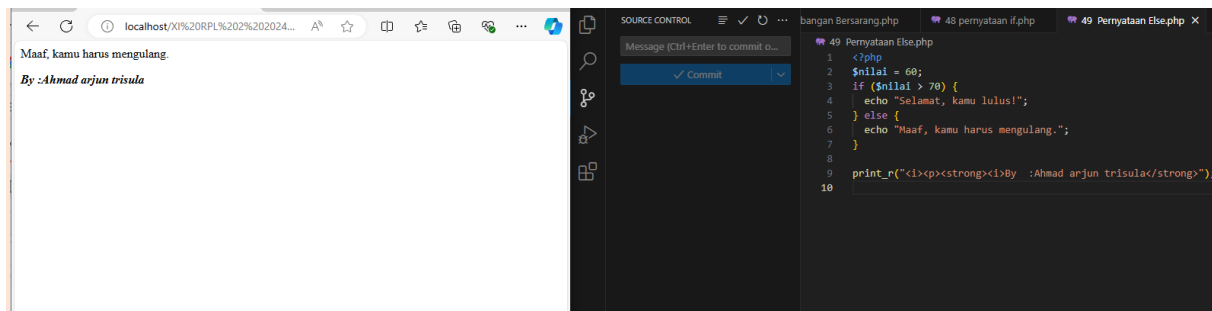 localhost/XI%20RPL%202%202024...
Maaf, kamu harus mengulang.
By :Ahmad arjun trisula
SOURCE CONTROL
Message (Ctrl+Enter to commit o...
Commit
bangan Bersarang.php
48 pernyataan if.php
49 Pernyataan Else.php
49 Pernyataan Else.php
1 <?php
2 $nilai = 60;
3 if ($nilai > 70) {
4 echo "Selamat, kamu lulus!";
5 } else {
6 echo "Maaf, kamu harus mengulang.";
7 }
8
9 print_r("<i><p><strong><i>By  :Ahmad arjun trisula</strong>");
10